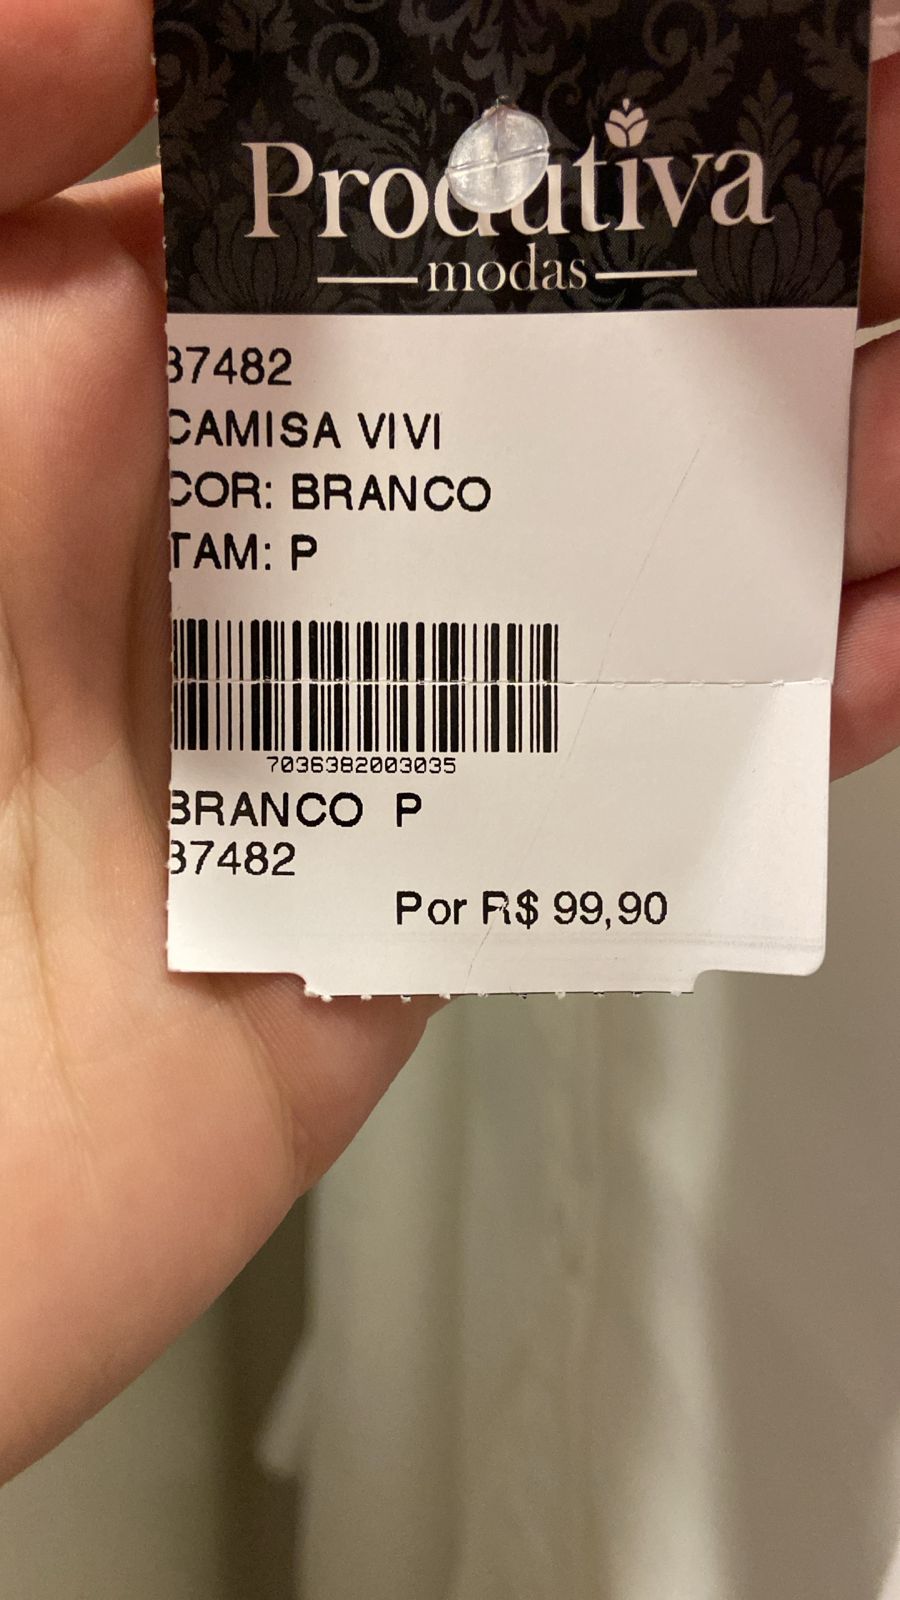 Produtiva
modas
37482
CAMISA VIVI
COR: BRANCO
TAM: P
7036382003035
BRANCO P
37482
Por R$ 99,90